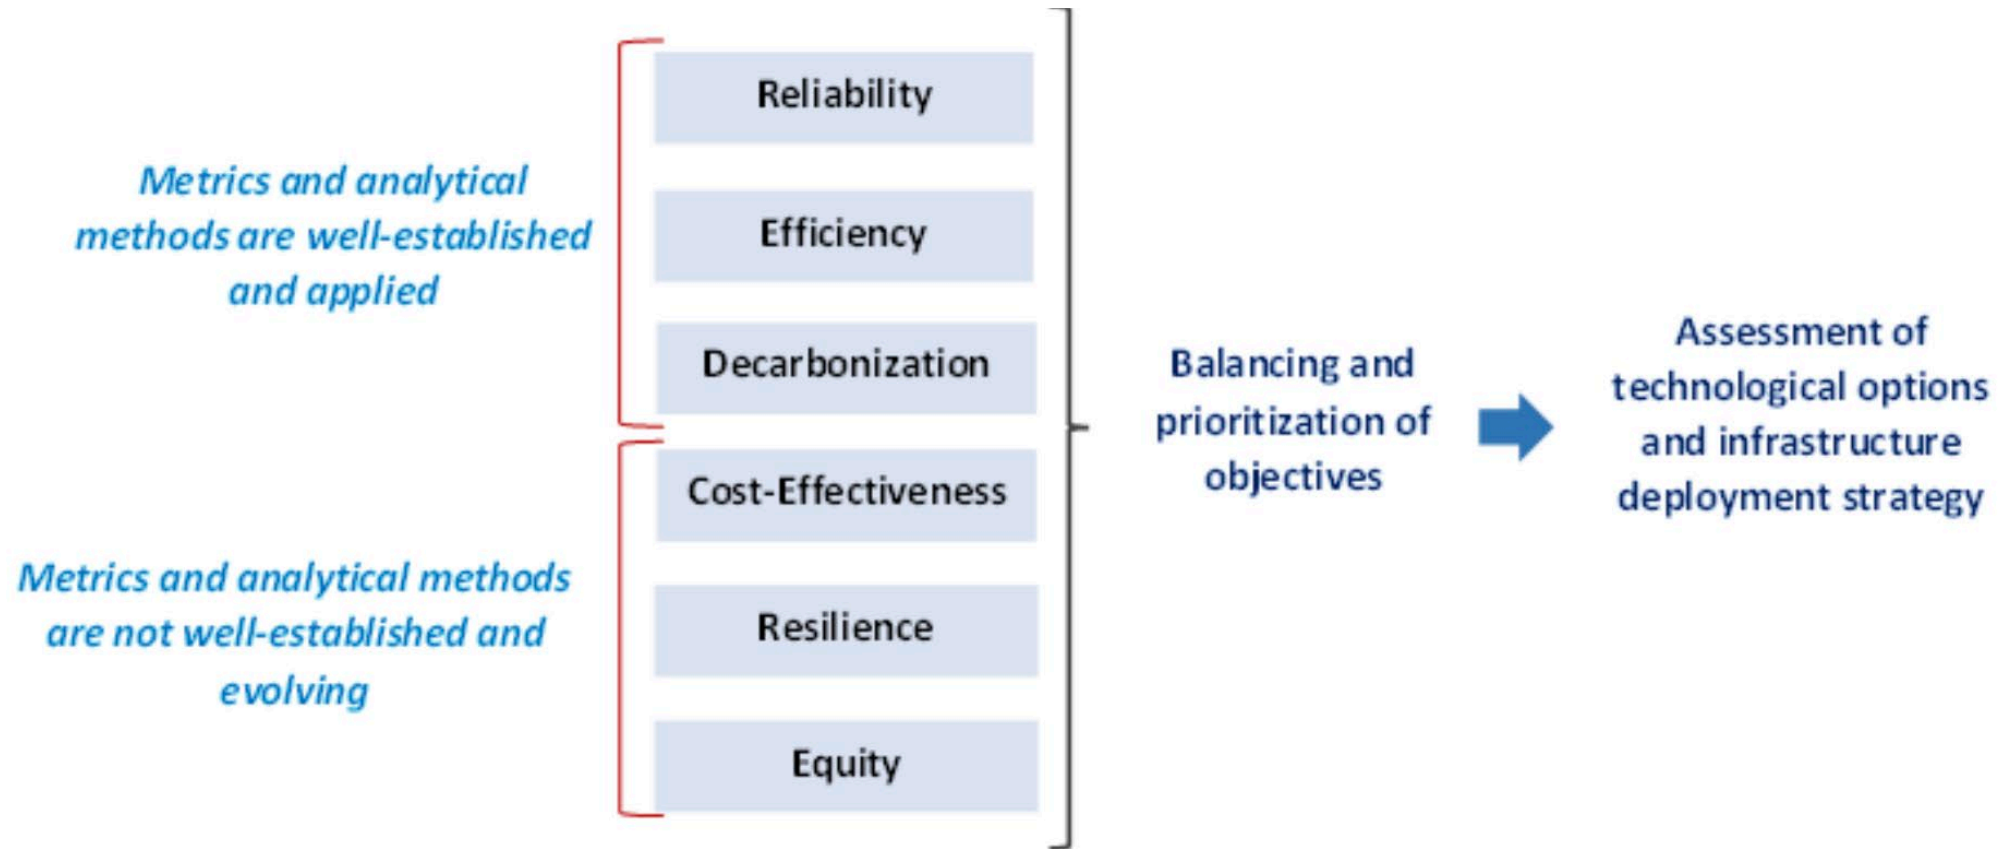 Metrics and analytical
methods are well-established
and applied
Metrics and analytical methods
are not well-established and
evolving
Reliability
Efficiency
Decarbonization
Cost-Effectiveness
Resilience
Equity
Balancing and
prioritization of
objectives
Assessment of
technological options
and infrastructure
deployment strategy